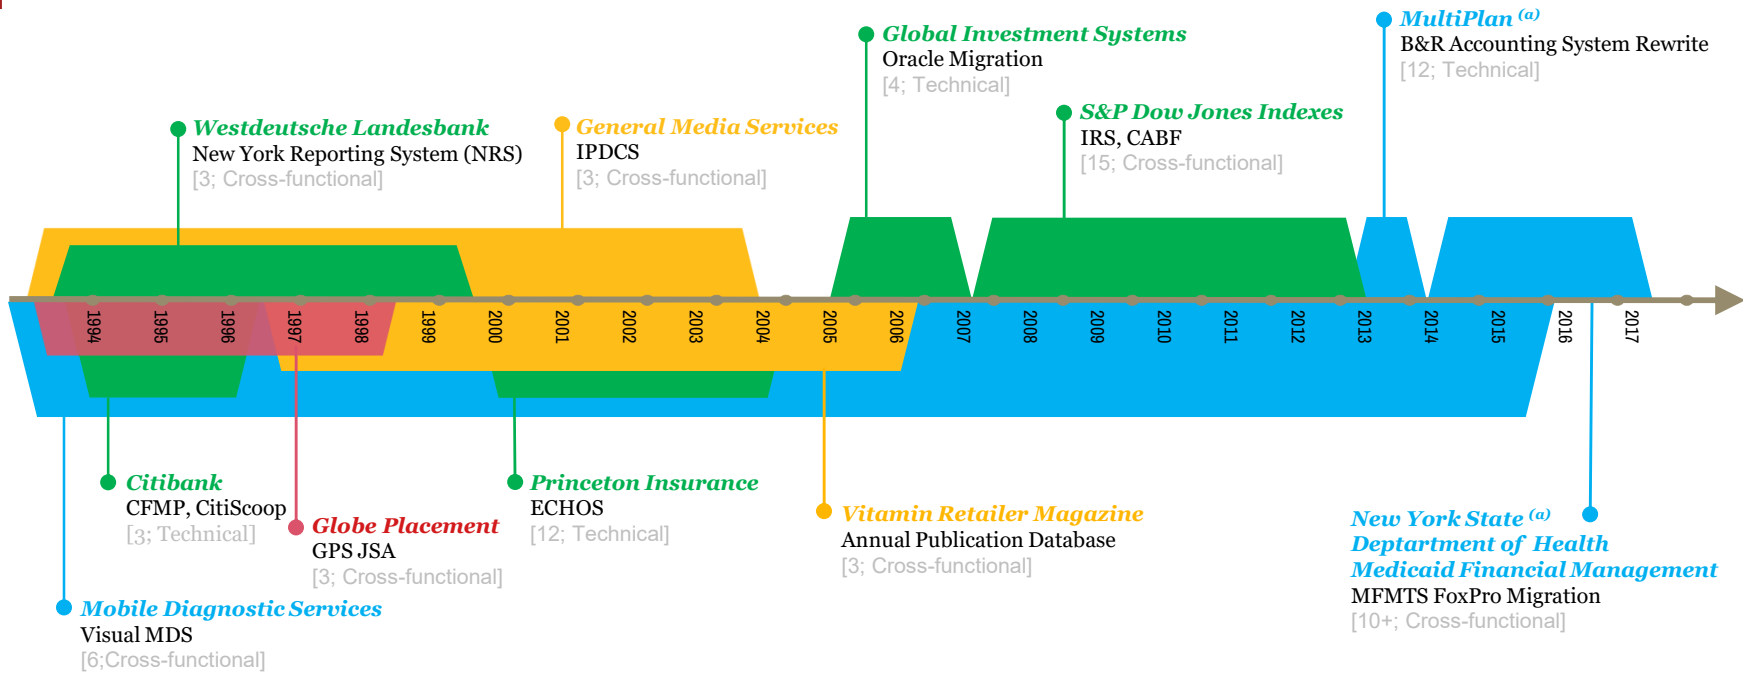 MultiPlan (a)
B&R Accounting System Rewrite
[12; Technical]
Global Investment Systems
Oracle Migration
[4; Technical]
S&P Dow Jones Indexes
IRS, CABF
[15; Cross-functional]
Westdeutsche Landesbank
New York Reporting System (NRS)
[3; Cross-functional]
General Media Services
IPDCS
[3; Cross-functional]
1994
1995
1996
1997
1998
1999
2000
2001
2002
2003
2004
2005
2006
2007
2008
2009
2010
2011
2012
2013
2014
2015
2016
2017
Citibank
CFMP, CitiScoop
[3; Technical]
Globe Placement
GPS JSA
[3; Cross-functional]
Princeton Insurance
ECHOS
[12; Technical]
Vitamin Retailer Magazine
Annual Publication Database
[3; Cross-functional]
New York State (a)
Deptartment of Health
Medicaid Financial Management
MFMTS FoxPro Migration
[10+; Cross-functional]
Mobile Diagnostic Services
Visual MDS
[6;Cross-functional]